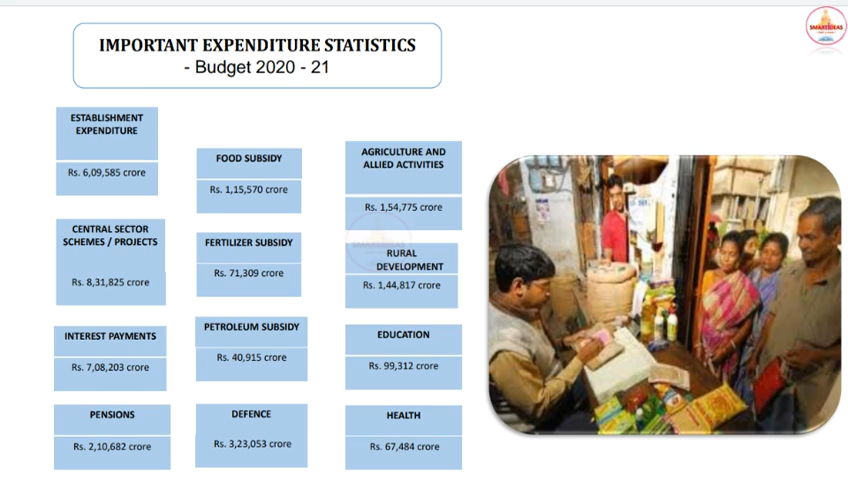 SMARTIDEAS
IMPORTANT EXPENDITURE STATISTICS
- Budget 2020 - 21
ESTABLISHMENT
EXPENDITURE
Rs. 6,09,585 crore
CENTRAL SECTOR
SCHEMES / PROJECTS
Rs. 8,31,825 crore
INTEREST PAYMENTS
Rs. 7,08,203 crore
PENSIONS
Rs. 2,10,682 crore
FOOD SUBSIDY
Rs. 1,15,570 crore
FERTILIZER SUBSIDY
Rs. 71,309 crore
PETROLEUM SUBSIDY
Rs. 40,915 crore
DEFENCE
Rs. 3,23,053 crore
AGRICULTURE AND
ALLIED ACTIVITIES
Rs. 1,54,775 crore
RURAL
DEVELOPMENT
Rs. 1,44,817 crore
EDUCATION
Rs. 99,312 crore
HEALTH
Rs. 67,484 crore